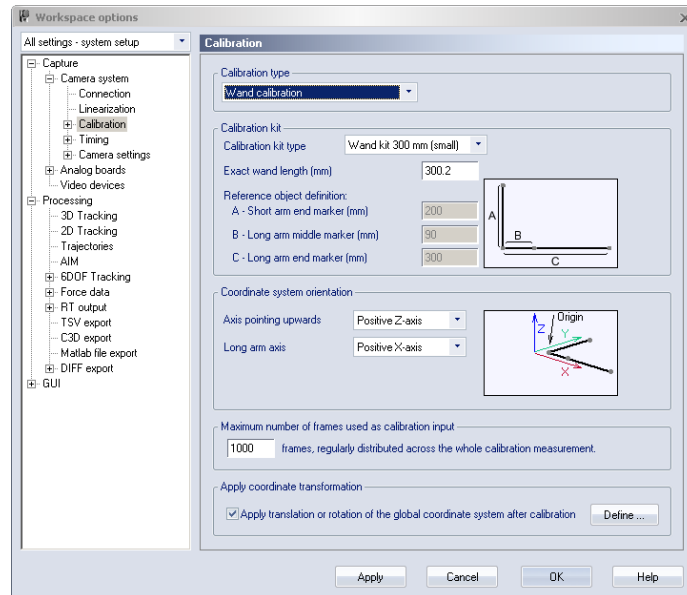 Workspace options
All settings - system setup
Capture
Camera system
Connection
Linearization
Calibration
Timing
Camera settings
Analog boards
Video devices
Processing
3D Tracking
2D Tracking
Trajectories
AIM
6DOF Tracking
Force data
RT output
TSV export
C3D export
Matlab file export
DIFF export
GUI
Calibration
Calibration type
Wand calibration
Calibration kit
Calibration kit type Wand kit 300 mm (small)
Exact wand length (mm) 300.2
Reference object definition:
A - Short arm end marker (mm) 200
B - Long arm middle marker (mm) 90
C - Long arm end marker (mm) 300
A
B
C
Coordinate system orientation
Axis pointing upwards Positive Z-axis
Long arm axis Positive X-axis
Origin
Z
Y
X
Maximum number of frames used as calibration input
1000 frames, regularly distributed across the whole calibration measurement.
Apply coordinate transformation
Apply translation or rotation of the global coordinate system after calibration Define ...
Apply Cancel OK Help